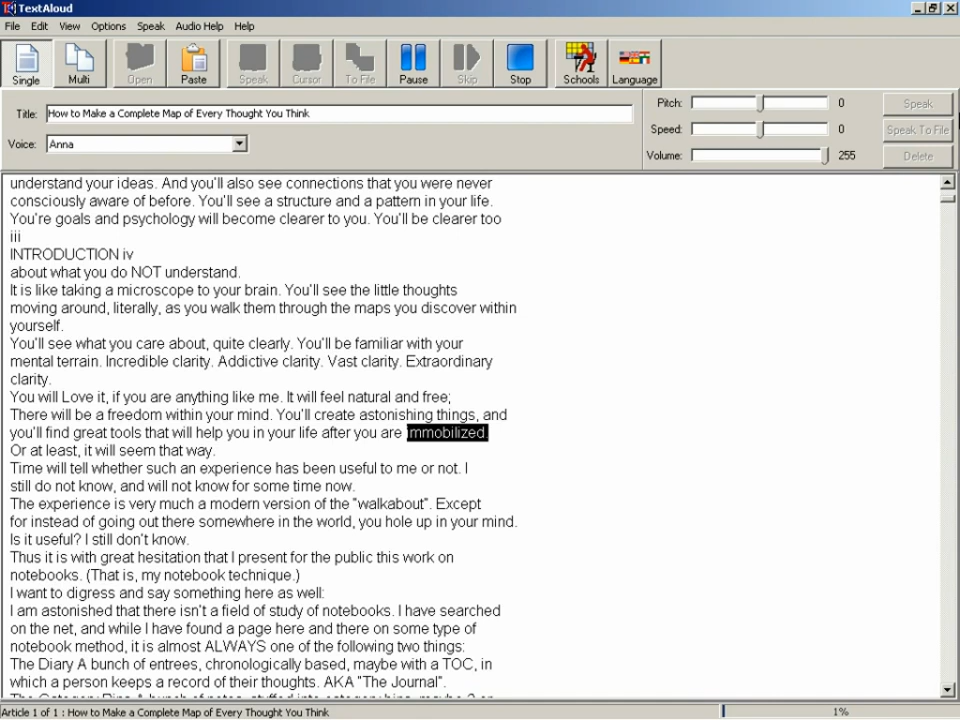 TextAloud
File Edit View Options Speak Audio Help Help
Single Multi Open Paste Speak Cursor To File Pause Skip Stop Schools Language
Title: How to Make a Complete Map of Every Thought You Think
Voice: Anna
Pitch: 0 Speak
Speed: 0 Speak To File
Volume: 255 Delete
understand your ideas. And you'll also see connections that you were never
consciously aware of before. You'll see a structure and a pattern in your life.
You're goals and psychology will become clearer to you. You'll be clearer too
iii
INTRODUCTION iv
about what you do NOT understand.
It is like taking a microscope to your brain. You'll see the little thoughts
moving around, literally, as you walk them through the maps you discover within
yourself.
You'll see what you care about, quite clearly. You'll be familiar with your
mental terrain. Incredible clarity. Addictive clarity. Vast clarity. Extraordinary
clarity.
You will Love it, if you are anything like me. It will feel natural and free;
There will be a freedom within your mind. You'll create astonishing things, and
you'll find great tools that will help you in your life after you are immobilized.
Or at least, it will seem that way.
Time will tell whether such an experience has been useful to me or not. I
still do not know, and will not know for some time now.
The experience is very much a modern version of the "walkabout". Except
for instead of going out there somewhere in the world, you hole up in your mind.
Is it useful? I still don't know.
Thus it is with great hesitation that I present for the public this work on
notebooks. (That is, my notebook technique.)
I want to digress and say something here as well:
I am astonished that there isn't a field of study of notebooks. I have searched
on the net, and while I have found a page here and there on some type of
notebook method, it is almost ALWAYS one of the following two things:
The Diary A bunch of entrees, chronologically based, maybe with a TOC, in
which a person keeps a record of their thoughts. AKA "The Journal".
Article 1 of 1 : How to Make a Complete Map of Every Thought You Think 1%